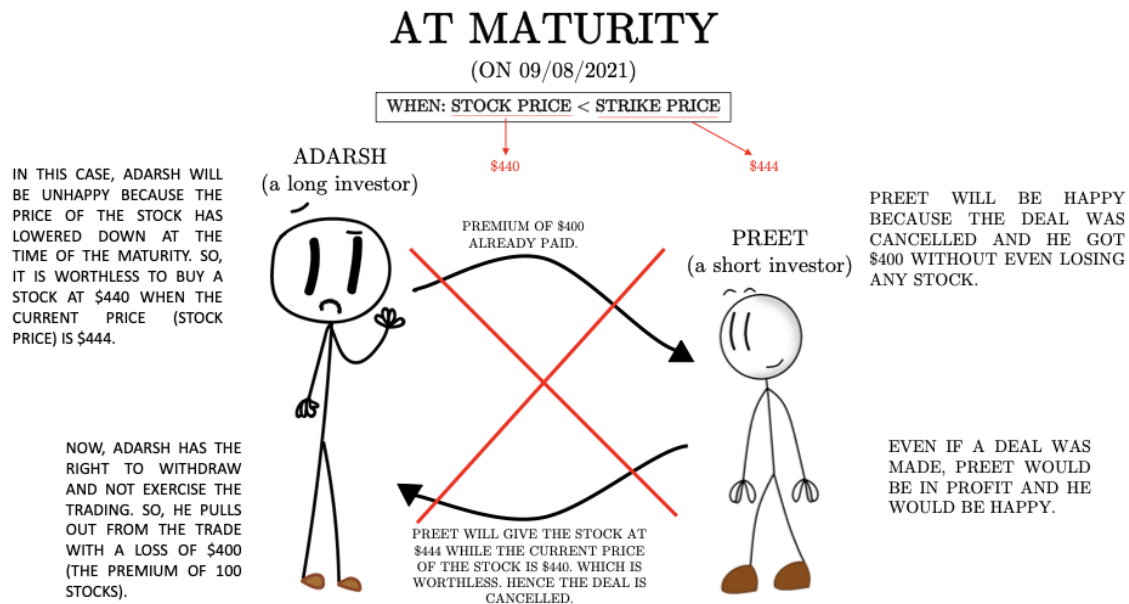 AT MATURITY
(ON 09/08/2021)
WHEN: STOCK PRICE < STRIKE PRICE
$440
$444
ADARSH
(a long investor)
IN THIS CASE, ADARSH WILL
BE UNHAPPY BECAUSE THE
PRICE OF THE STOCK HAS
LOWERED DOWN AT THE
TIME OF THE MATURITY. SO,
IT IS WORTHLESS TO BUY A
STOCK AT $440 WHEN THE
CURRENT PRICE (STOCK
PRICE) IS $444.
PREMIUM OF $400
ALREADY PAID.
PREET
(a short investor)
PREET WILL BE HAPPY
BECAUSE THE DEAL WAS
CANCELLED AND HE GOT
$400 WITHOUT EVEN LOSING
ANY STOCK.
NOW, ADARSH HAS THE
RIGHT TO WITHDRAW
AND NOT EXERCISE THE
TRADING. SO, HE PULLS
OUT FROM THE TRADE
WITH A LOSS OF $400
(THE PREMIUM OF 100
STOCKS).
PREET WILL GIVE THE STOCK AT
$444 WHILE THE CURRENT PRICE
OF THE STOCK IS $440. WHICH IS
WORTHLESS. HENCE THE DEAL IS
CANCELLED.
EVEN IF A DEAL WAS
MADE, PREET WOULD
BE IN PROFIT AND HE
WOULD BE HAPPY.